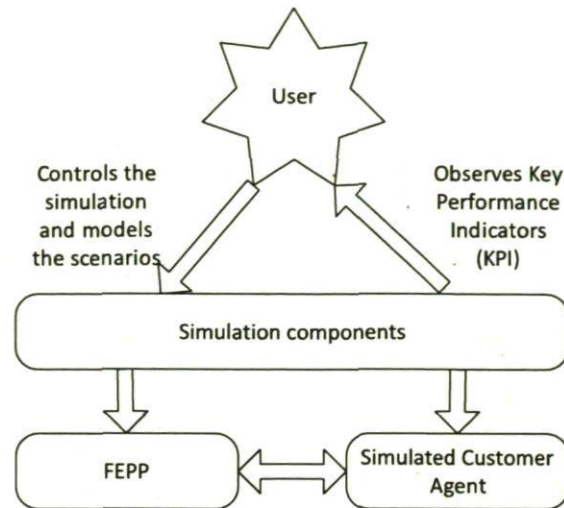 User
Controls the
simulation
and models
the scenarios
Observes Key
Performance
Indicators
(KPI)
Simulation components
FEPP
Simulated Customer
Agent